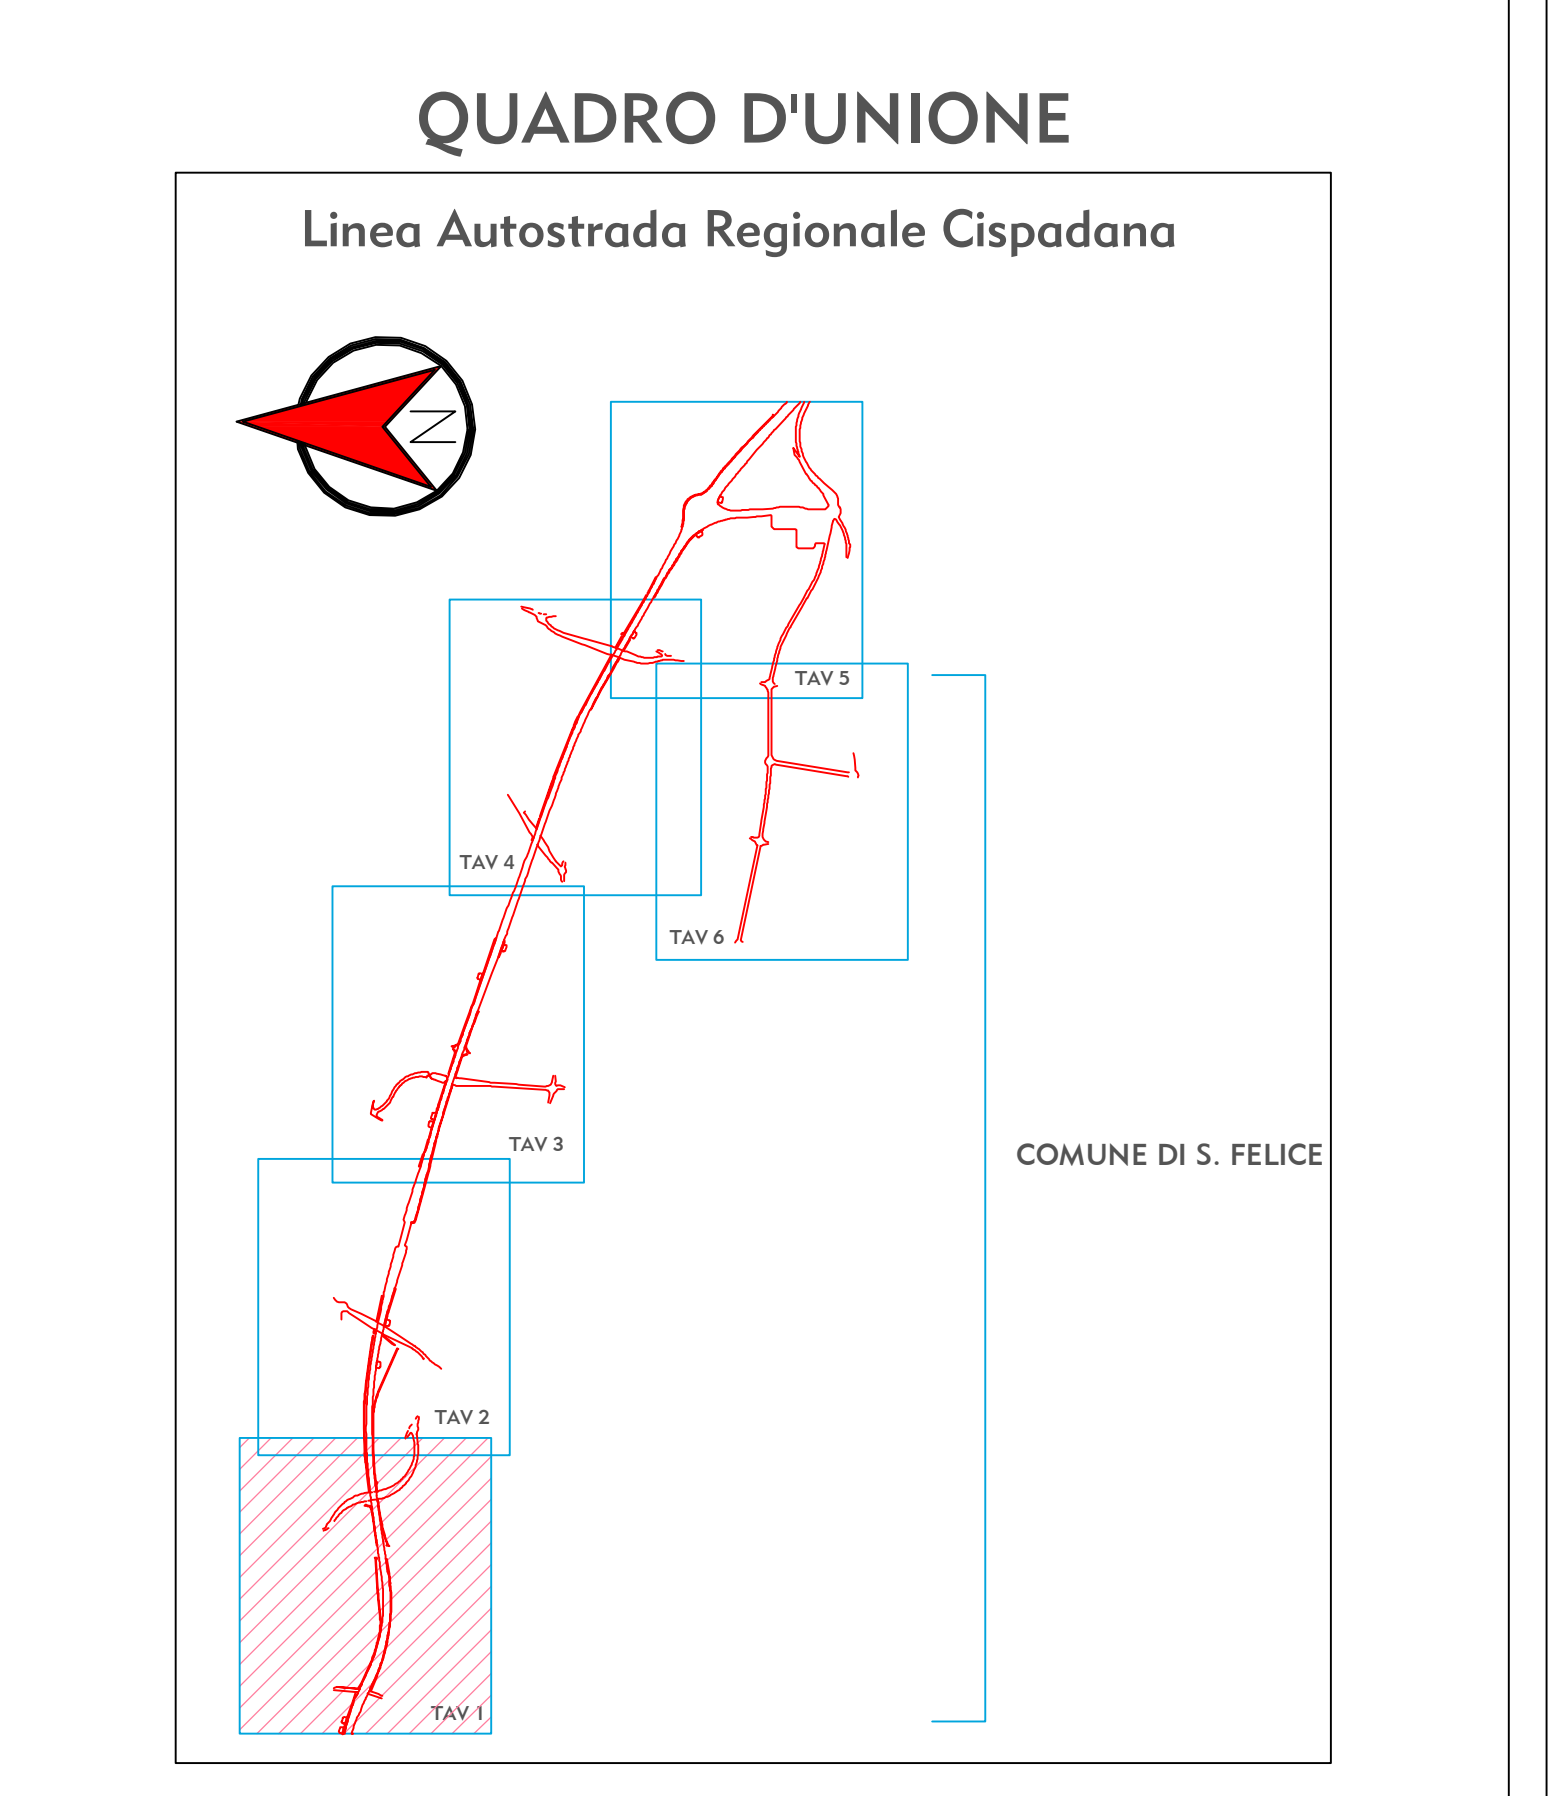 QUADRO D'UNIONE
Linea Autostrada Regionale Cispadana
N
TAV 5
TAV 4
TAV 6
TAV 3
COMUNE DI S. FELICE
TAV 2
TAV 1